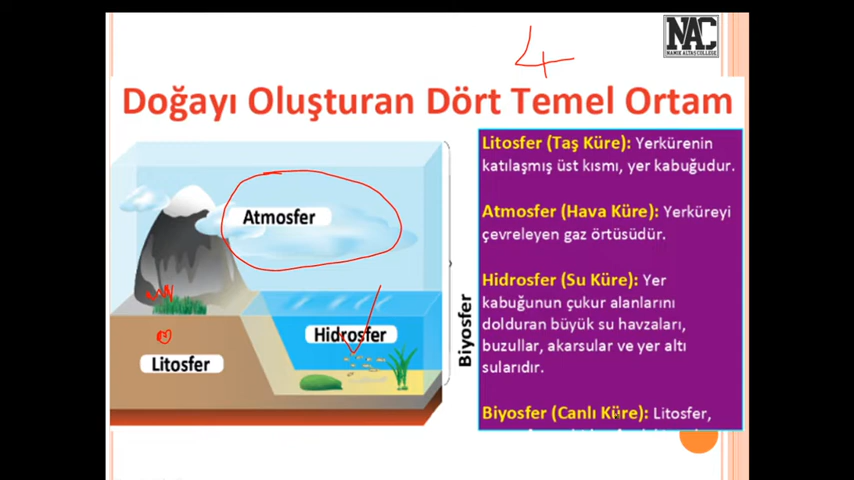 4
NAC
NAMIK ALTAŞ COLLEGE
Doğayı Oluşturan Dört Temel Ortam
Atmosfer
Hidrosfer
Litosfer
Biyosfer
Litosfer (Taş Küre): Yerkürenin
katılaşmış üst kısmı, yer kabuğudur.
Atmosfer (Hava Küre): Yerküreyi
çevreleyen gaz örtüsüdür.
Hidrosfer (Su Küre): Yer
kabuğunun çukur alanlarını
dolduran büyük su havzaları,
buzullar, akarsular ve yer altı
sularıdır.
Biyosfer (Canlı Küre): Litosfer,